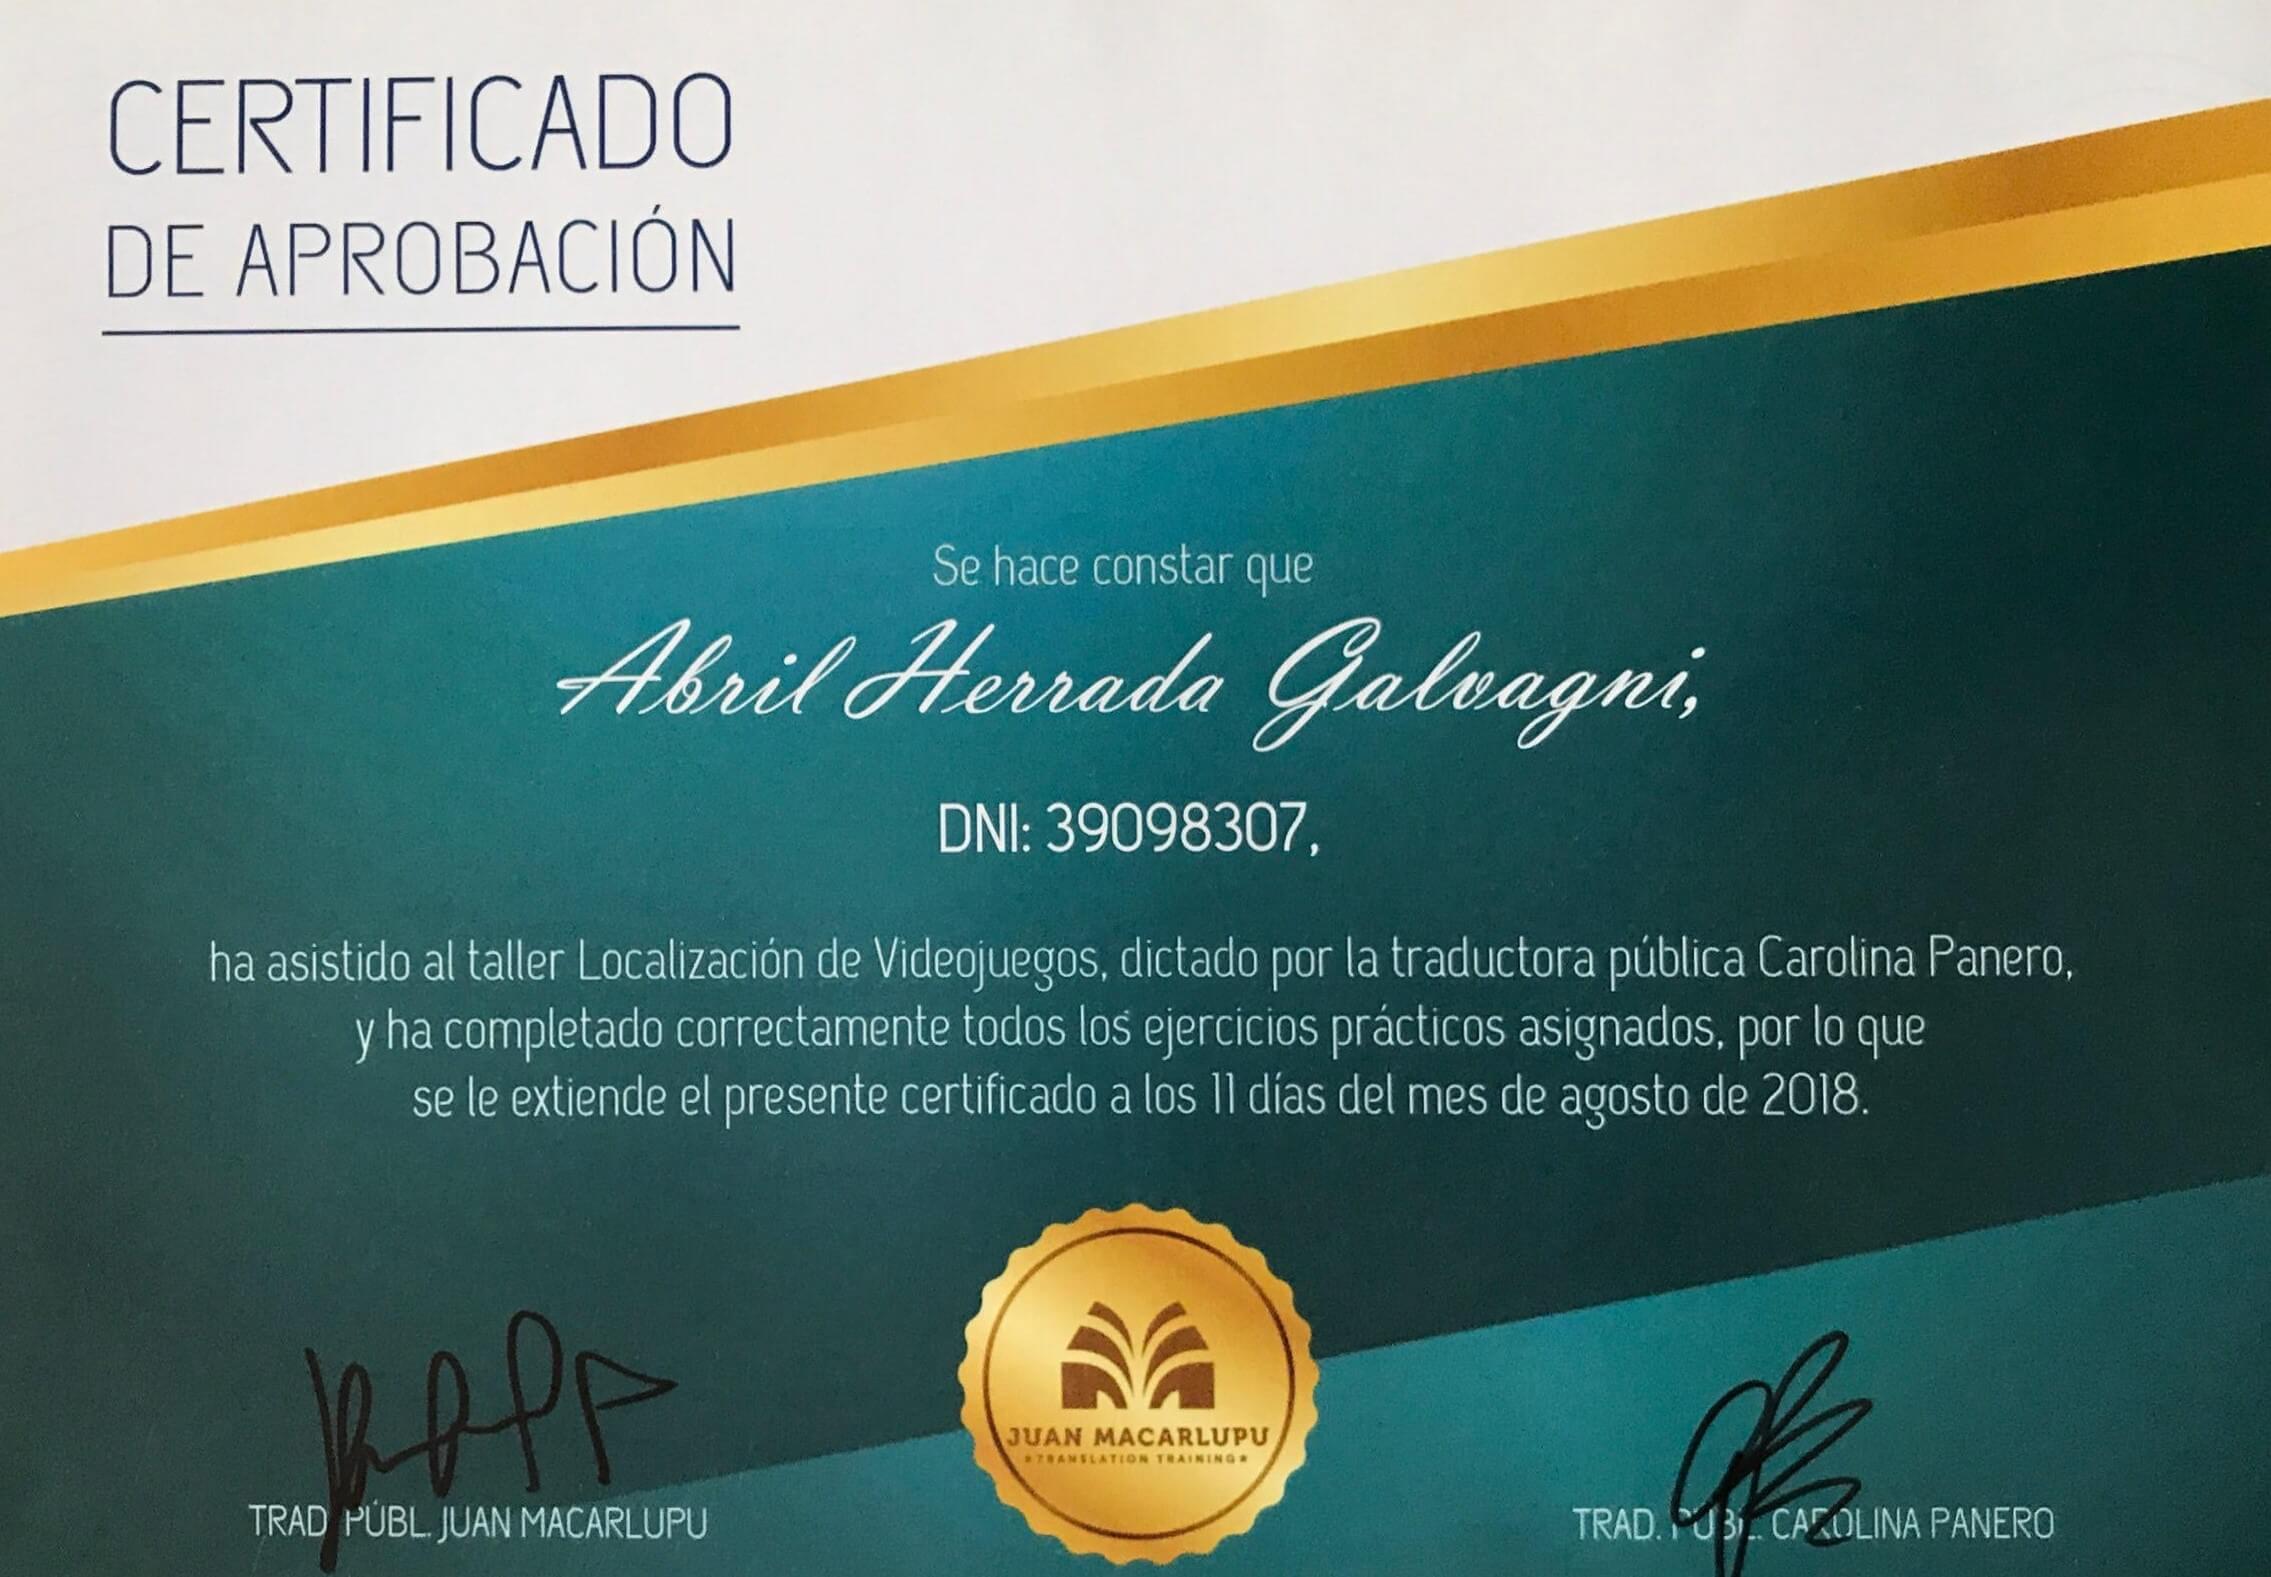 CERTIFICADO
DE APROBACIÓN
Se hace constar que
Abril Herrada Galvagni,
DNI: 39098307,
ha asistido al taller Localización de Videojuegos, dictado por la traductora pública Carolina Panero,
y ha completado correctamente todos los ejercicios prácticos asignados, por lo que
se le extiende el presente certificado a los 11 días del mes de agosto de 2018.
JUAN MACARLUPU
TRANSLATION TRAINING
TRAD. PÚBL. JUAN MACARLUPU
TRAD. PÚBL. CAROLINA PANERO